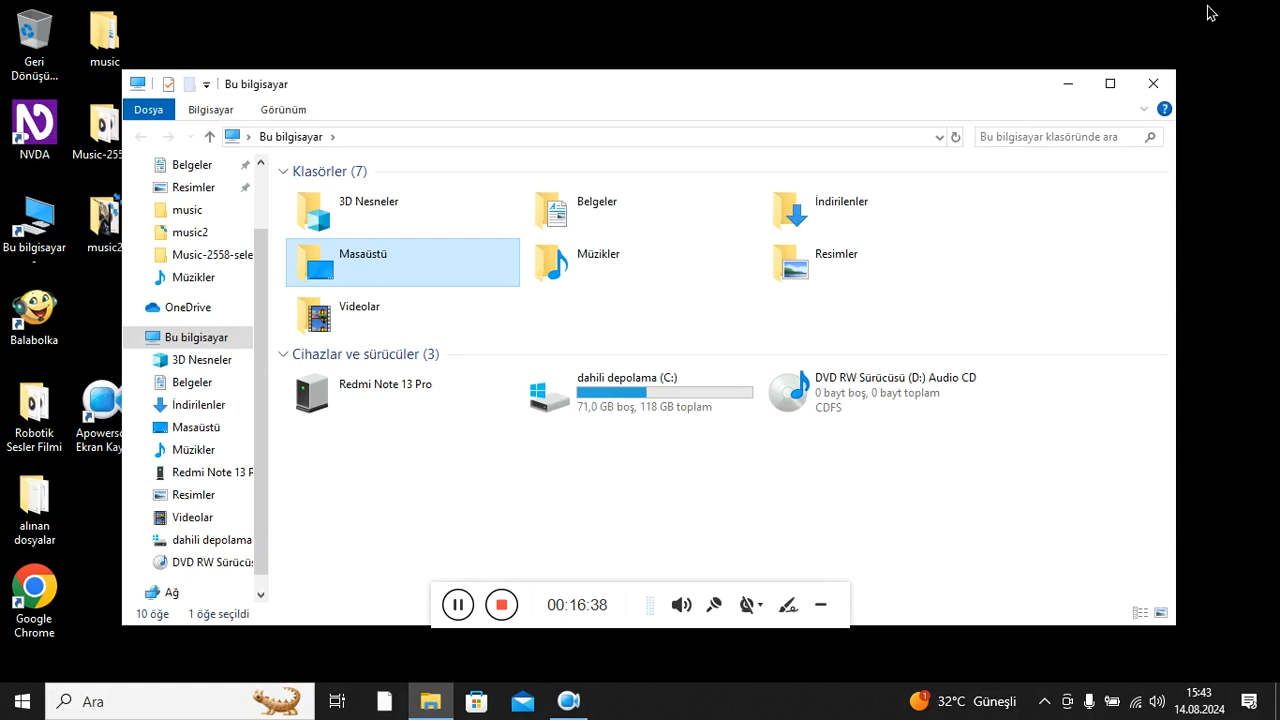 Geri
Dönüşü...
music
NVDA
Music-255
Bu bilgisayar
-
music2
Balabolka
Robotik
Sesler Filmi
Apowerso
Ekran Kay
alınan
dosyalar
Google
Chrome
Bu bilgisayar
Dosya
Bilgisayar
Görünüm
Bu bilgisayar
Bu bilgisayar klasöründe ara
Belgeler
Resimler
music
music2
Music-2558-sele
Müzikler
OneDrive
Bu bilgisayar
3D Nesneler
Belgeler
İndirilenler
Masaüstü
Müzikler
Redmi Note 13 P
Resimler
Videolar
dahili depolama
DVD RW Sürücüs
Ağ
Klasörler (7)
3D Nesneler
Belgeler
İndirilenler
Masaüstü
Müzikler
Resimler
Videolar
Cihazlar ve sürücüler (3)
Redmi Note 13 Pro
dahili depolama (C:)
71,0 GB boş, 118 GB toplam
DVD RW Sürücüsü (D:) Audio CD
0 bayt boş, 0 bayt toplam
CDFS
00:16:38
10 öğe
1 öğe seçildi
Ara
1
32°C Güneşli
15:43
14.08.2024